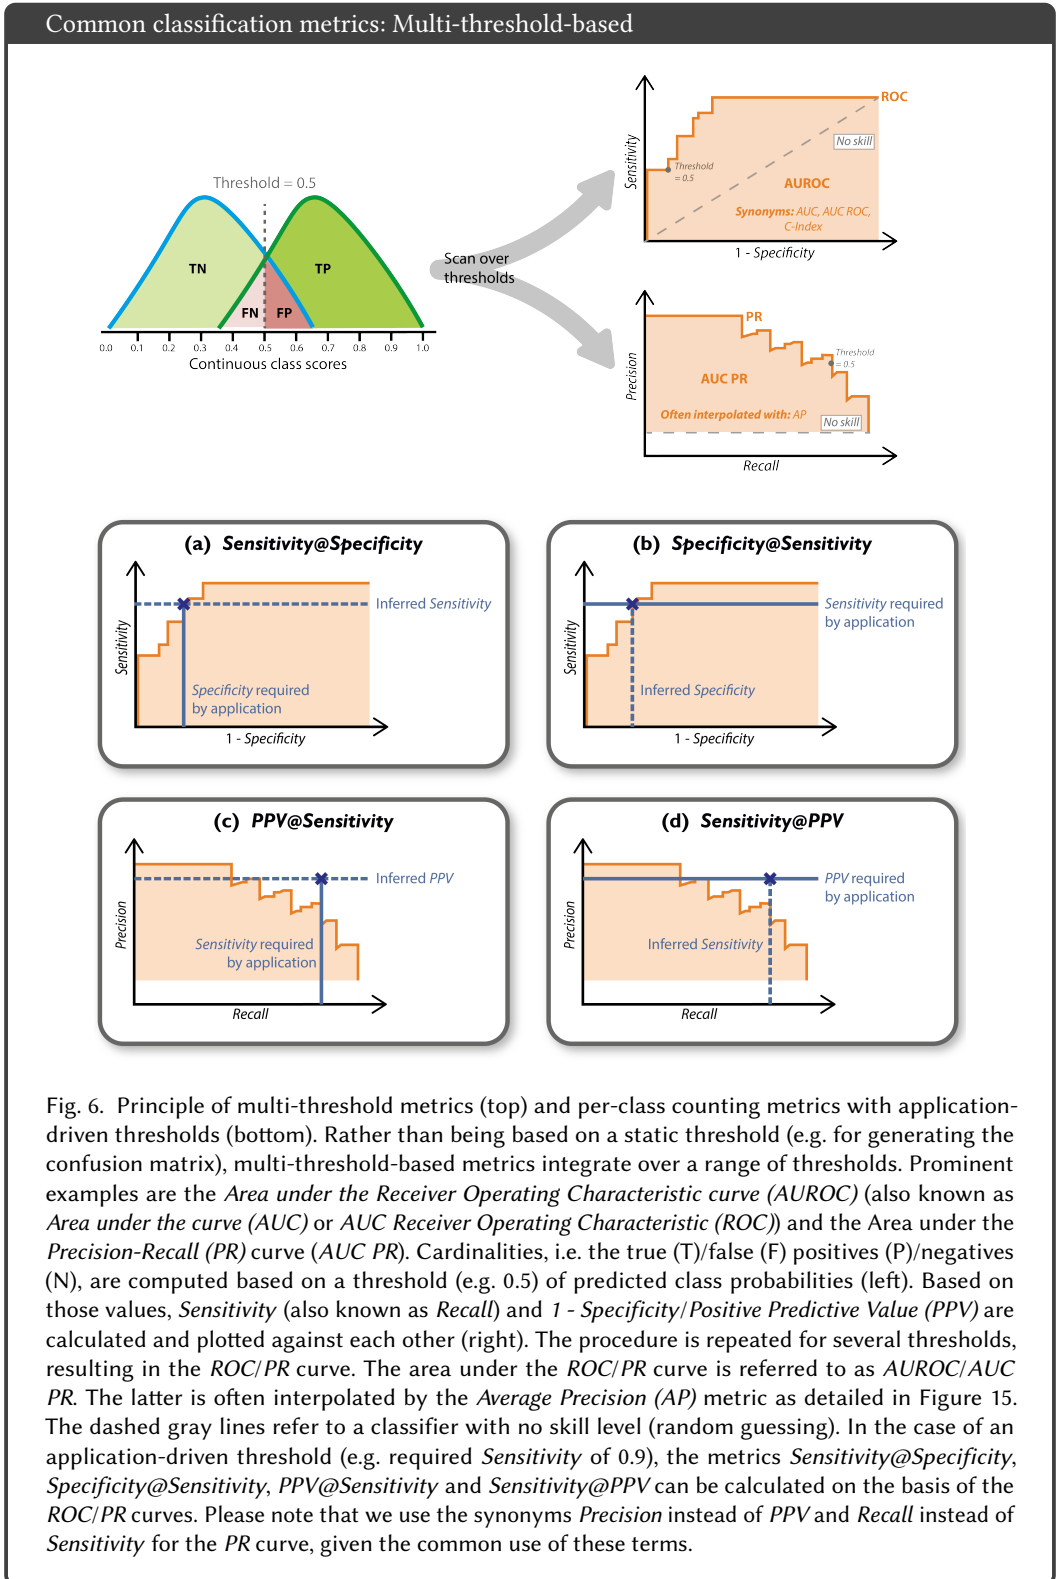 Common classification metrics: Multi-threshold-based
ROC
No skill
Sensitivity
Threshold
= 0.5
AUROC
Synonyms: AUC, AUC ROC,
C-Index
1 - Specificity
Threshold = 0.5
TN
TP
FN
FP
0.0 0.1 0.2 0.3 0.4 0.5 0.6 0.7 0.8 0.9 1.0
Continuous class scores
Scan over
thresholds
PR
Threshold
= 0.5
Precision
AUC PR
Often interpolated with: AP
No skill
Recall
(a) Sensitivity@Specificity
Inferred Sensitivity
Sensitivity
Specificity required
by application
1 - Specificity
(b) Specificity@Sensitivity
Sensitivity required
by application
Sensitivity
Inferred Specificity
1 - Specificity
(c) PPV@Sensitivity
Inferred PPV
Precision
Sensitivity required
by application
Recall
(d) Sensitivity@PPV
PPV required
by application
Precision
Inferred Sensitivity
Recall
Fig. 6. Principle of multi-threshold metrics (top) and per-class counting metrics with application-
driven thresholds (bottom). Rather than being based on a static threshold (e.g. for generating the
confusion matrix), multi-threshold-based metrics integrate over a range of thresholds. Prominent
examples are the Area under the Receiver Operating Characteristic curve (AUROC) (also known as
Area under the curve (AUC) or AUC Receiver Operating Characteristic (ROC)) and the Area under the
Precision-Recall (PR) curve (AUC PR). Cardinalities, i.e. the true (T)/false (F) positives (P)/negatives
(N), are computed based on a threshold (e.g. 0.5) of predicted class probabilities (left). Based on
those values, Sensitivity (also known as Recall) and 1 - Specificity/Positive Predictive Value (PPV) are
calculated and plotted against each other (right). The procedure is repeated for several thresholds,
resulting in the ROC/PR curve. The area under the ROC/PR curve is referred to as AUROC/AUC
PR. The latter is often interpolated by the Average Precision (AP) metric as detailed in Figure 15.
The dashed gray lines refer to a classifier with no skill level (random guessing). In the case of an
application-driven threshold (e.g. required Sensitivity of 0.9), the metrics Sensitivity@Specificity,
Specificity@Sensitivity, PPV@Sensitivity and Sensitivity@PPV can be calculated on the basis of the
ROC/PR curves. Please note that we use the synonyms Precision instead of PPV and Recall instead of
Sensitivity for the PR curve, given the common use of these terms.